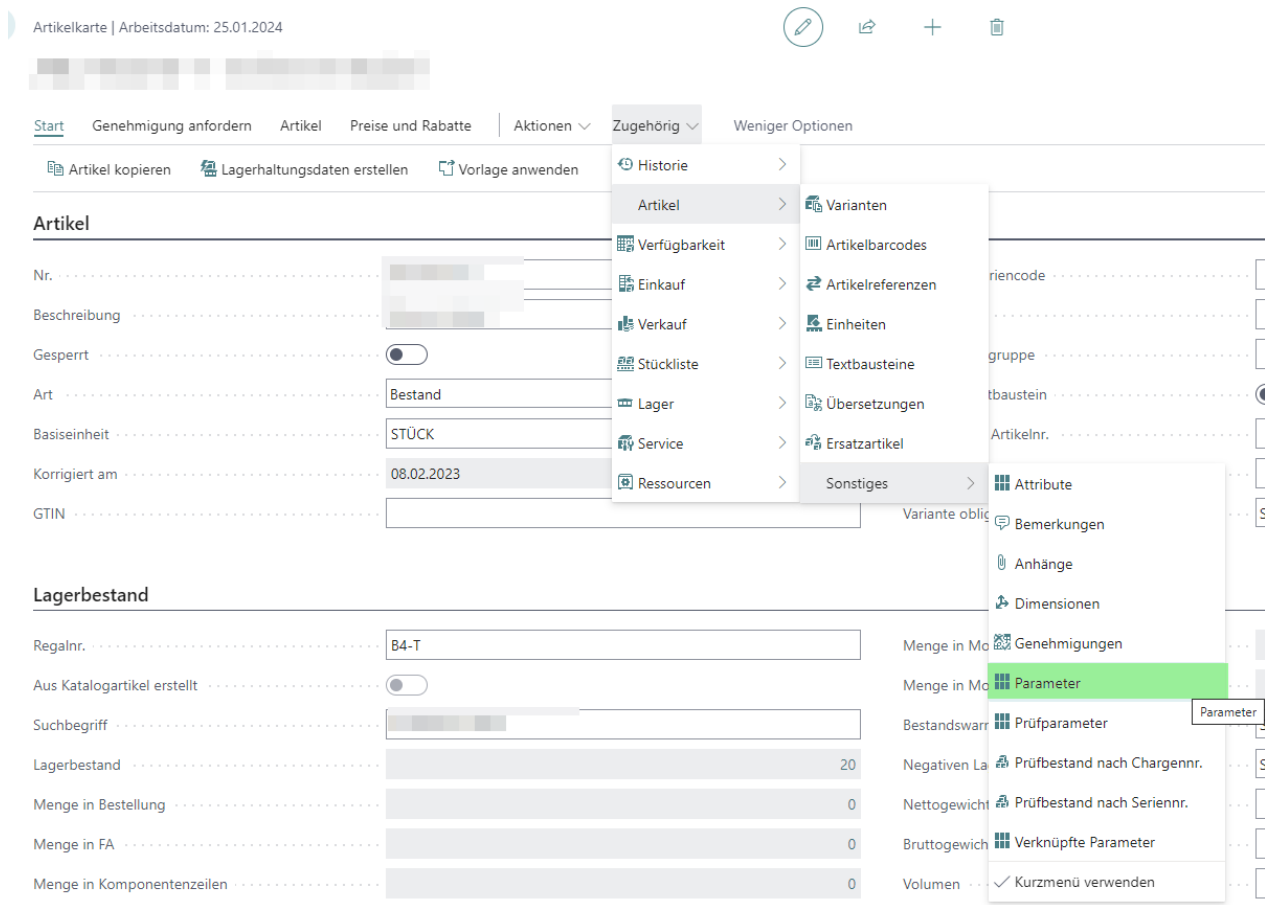 Artikelkarte | Arbeitsdatum: 25.01.2024
Start Genehmigung anfordern Artikel Preise und Rabatte Aktionen Zugehörig Weniger Optionen
Artikel kopieren Lagerhaltungsdaten erstellen Vorlage anwenden
Historie
Artikel
Verfügbarkeit
Einkauf
Verkauf
Stückliste
Lager
Service
Ressourcen
Varianten
Artikelbarcodes
Artikelreferenzen
Einheiten
Textbausteine
Übersetzungen
Ersatzartikel
Sonstiges
Attribute
Bemerkungen
Anhänge
Dimensionen
Genehmigungen
Parameter
Parameter
Prüfparameter
Prüfbestand nach Chargennr.
Prüfbestand nach Seriennr.
Verknüpfte Parameter
Kurzmenü verwenden
Artikel
Nr. riencode
Beschreibung
Gesperrt gruppe
Art Bestand tbaustein
Basiseinheit STÜCK Artikelnr.
Korrigiert am 08.02.2023
GTIN Variante oblig S
Lagerbestand
Regalnr. B4-T Menge in Mo
Aus Katalogartikel erstellt Menge in Mo
Suchbegriff Bestandswarn
Lagerbestand 20 Negativen La S
Menge in Bestellung 0 Nettogewicht
Menge in FA 0 Bruttogewich
Menge in Komponentenzeilen 0 Volumen